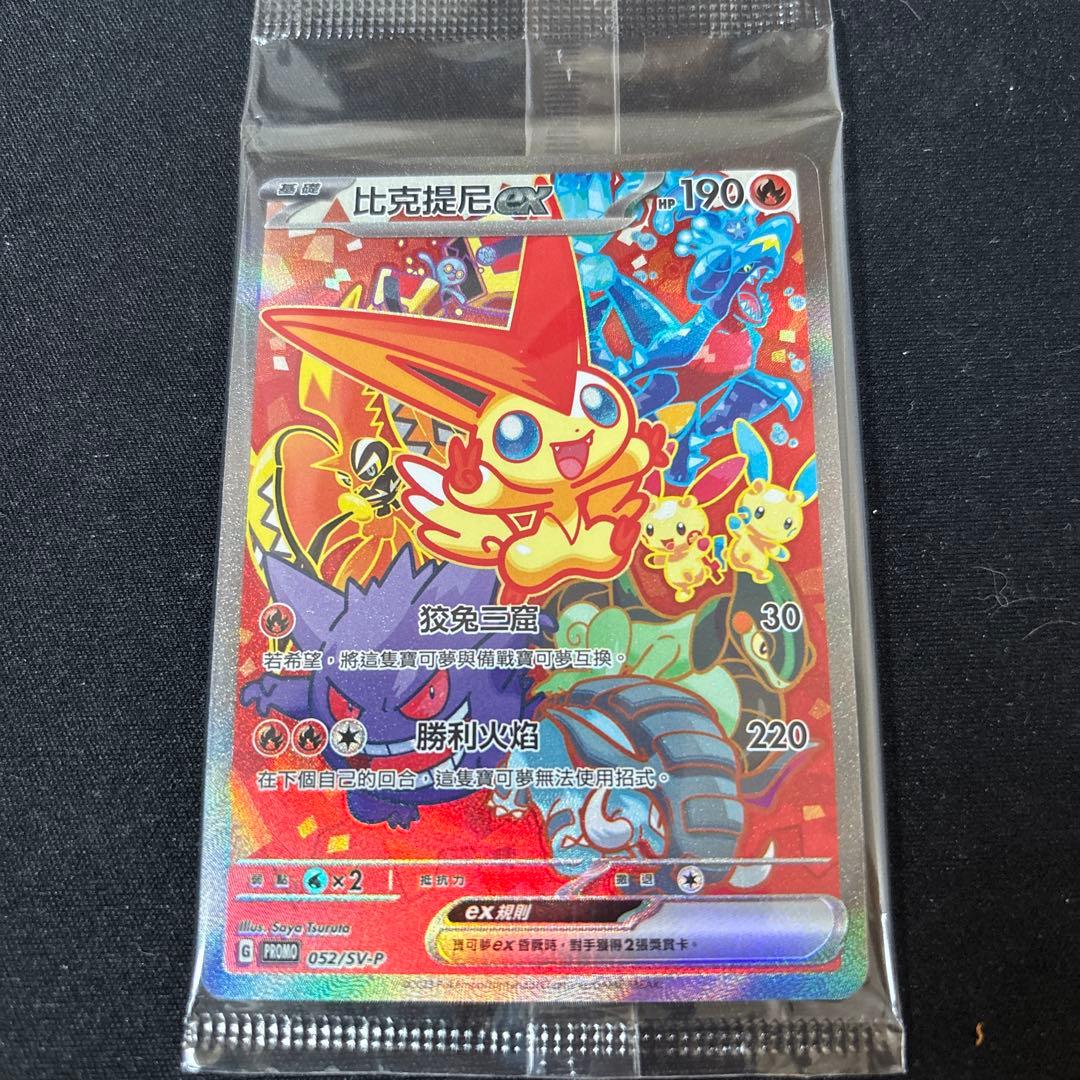 基礎 比克提尼ex HP 190
狡兔三窟 30
若希望,將這隻寶可夢與備戰寶可夢互換。
勝利火焰 220
在下個自己的回合,這隻寶可夢無法使用招式。
弱點 ×2 抵抗力 撤退
ex規則
寶可夢ex昏厥時,對手獲得2張獎賞卡。
Illus. Saya Tsuruta
G PROMO 052/SV-P